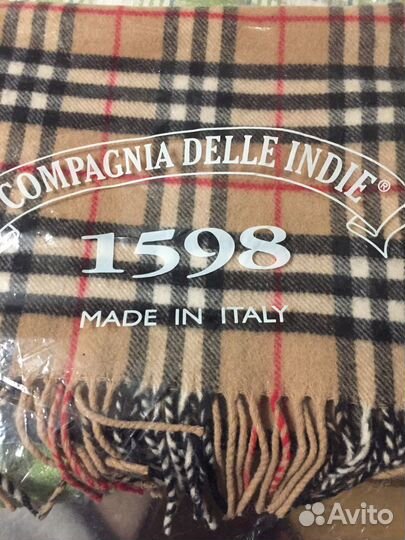 COMPAGNIA DELLE INDIE®
1598
MADE IN ITALY
Avito